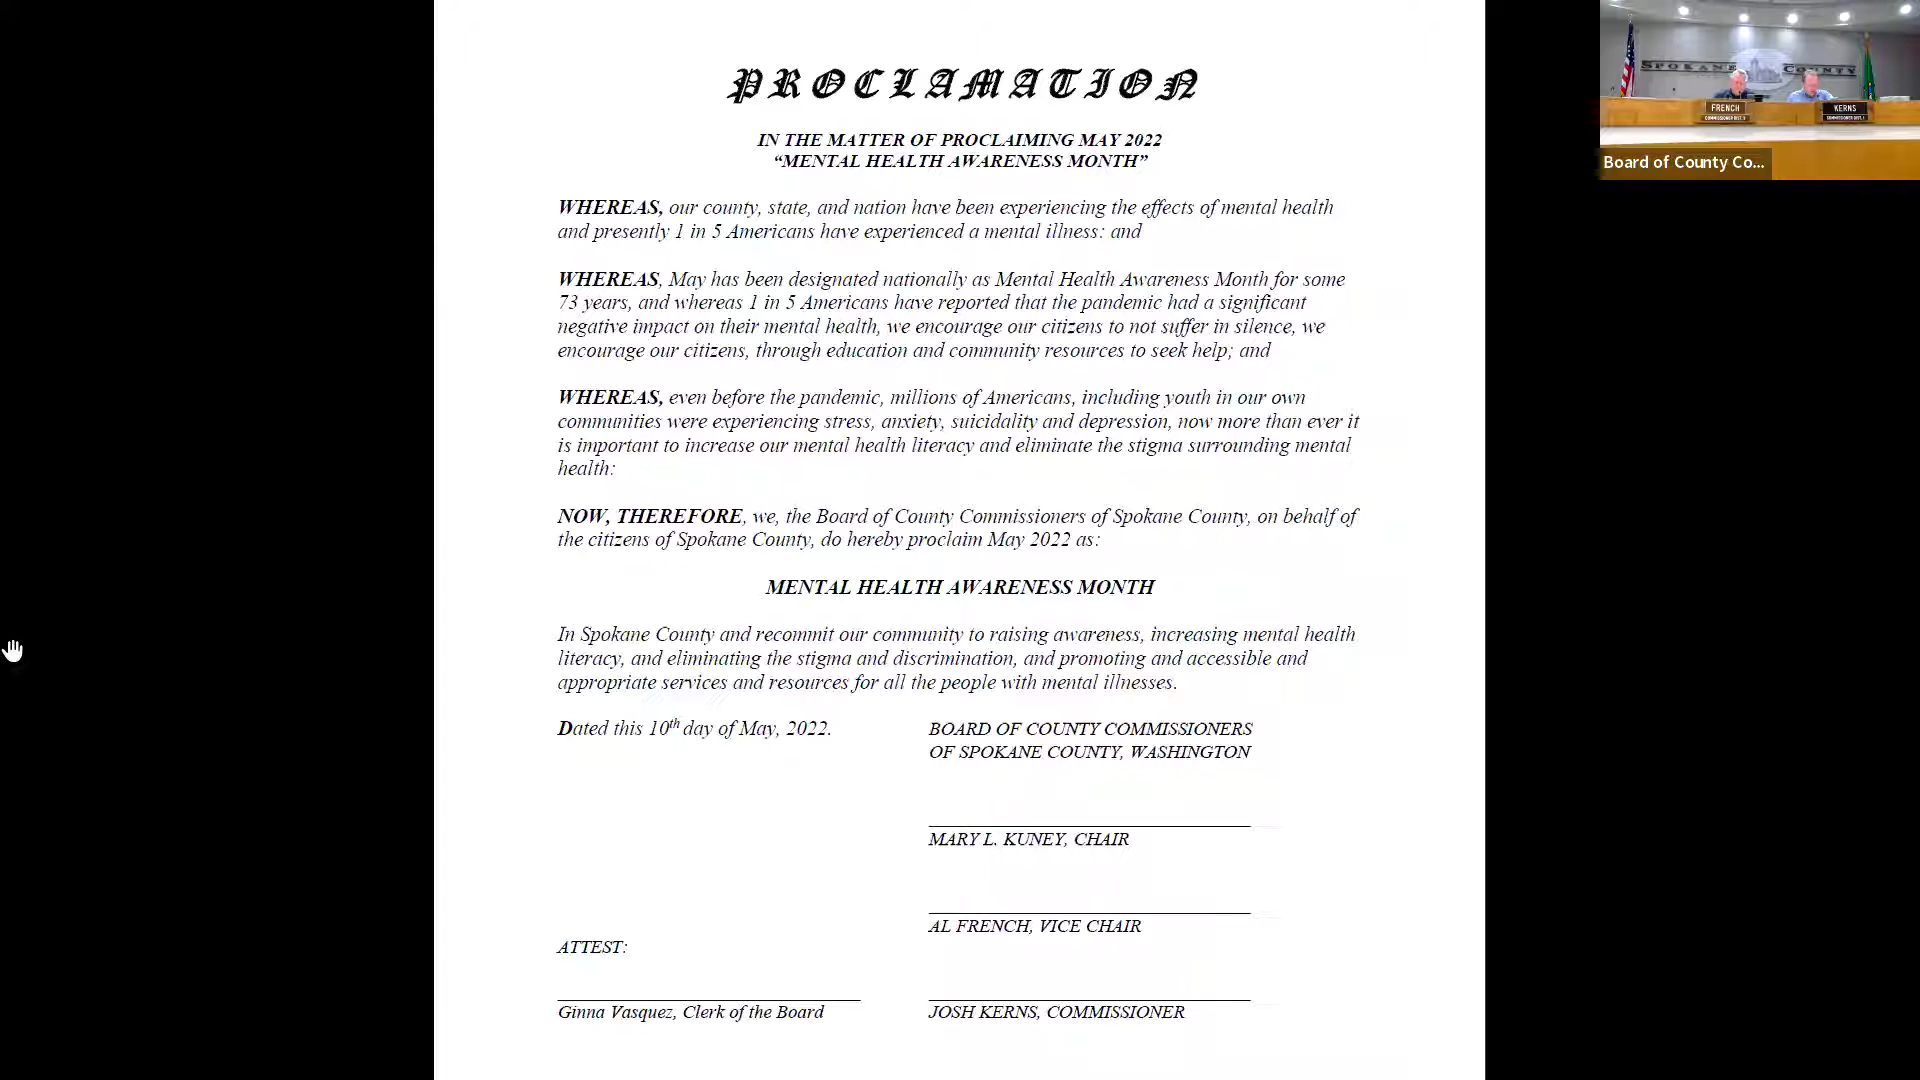 PROCLAMATION
IN THE MATTER OF PROCLAIMING MAY 2022
“MENTAL HEALTH AWARENESS MONTH”
WHEREAS, our county, state, and nation have been experiencing the effects of mental health
and presently 1 in 5 Americans have experienced a mental illness: and
WHEREAS, May has been designated nationally as Mental Health Awareness Month for some
73 years, and whereas 1 in 5 Americans have reported that the pandemic had a significant
negative impact on their mental health, we encourage our citizens to not suffer in silence, we
encourage our citizens, through education and community resources to seek help; and
WHEREAS, even before the pandemic, millions of Americans, including youth in our own
communities were experiencing stress, anxiety, suicidality and depression, now more than ever it
is important to increase our mental health literacy and eliminate the stigma surrounding mental
health:
NOW, THEREFORE, we, the Board of County Commissioners of Spokane County, on behalf of
the citizens of Spokane County, do hereby proclaim May 2022 as:
MENTAL HEALTH AWARENESS MONTH
In Spokane County and recommit our community to raising awareness, increasing mental health
literacy, and eliminating the stigma and discrimination, and promoting and accessible and
appropriate services and resources for all the people with mental illnesses.
Dated this 10th day of May, 2022.
BOARD OF COUNTY COMMISSIONERS
OF SPOKANE COUNTY, WASHINGTON
MARY L. KUNEY, CHAIR
AL FRENCH, VICE CHAIR
ATTEST:
Ginna Vasquez, Clerk of the Board
JOSH KERNS, COMMISSIONER
SPOKANE COUNTY
FRENCH
COMMISSIONER DIST. 3
KERNS
COMMISSIONER DIST. 1
Board of County Co...